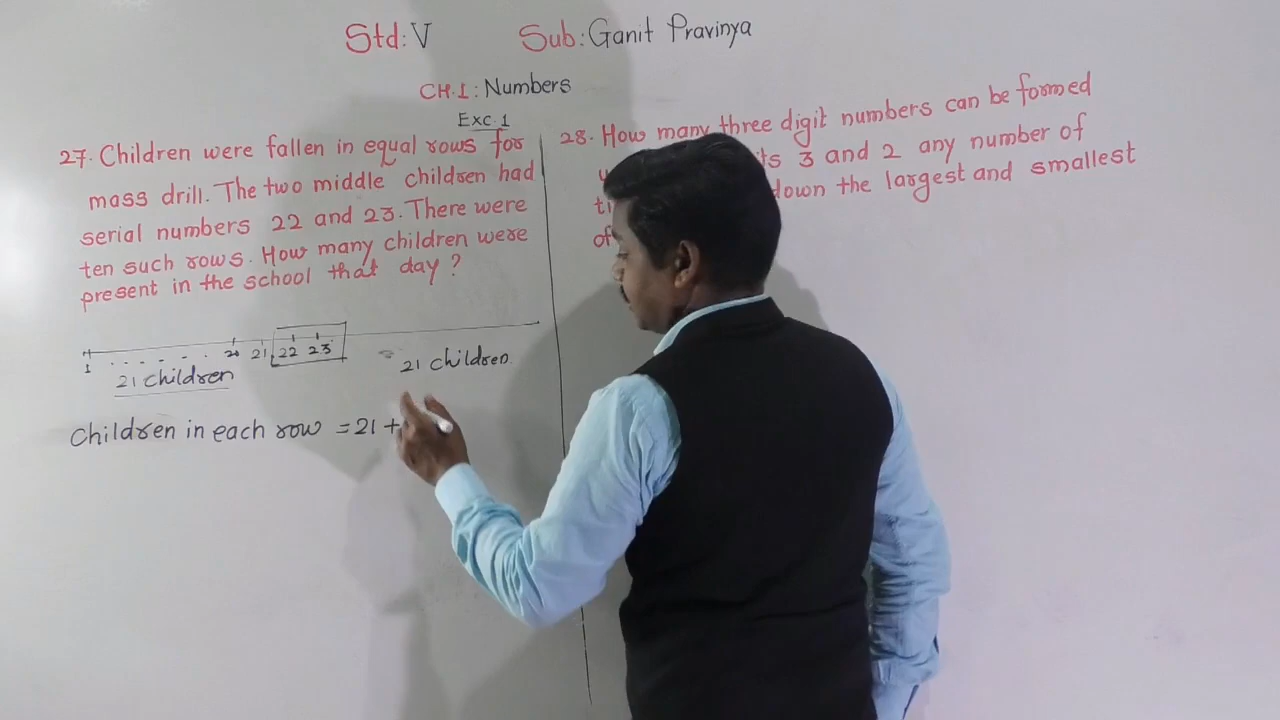 Std: V Sub: Ganit Pravinya
CH.1: Numbers
Exc. 1
27. Children were fallen in equal rows for
mass drill. The two middle children had
serial numbers 22 and 23. There were
ten such rows. How many children were
present in the school that day?
1 20 21 22 23 = 21 children
21 children
Children in each row = 21 +
28. How many three digit numbers can be formed
3 and 2 any number of
down the largest and smallest
of